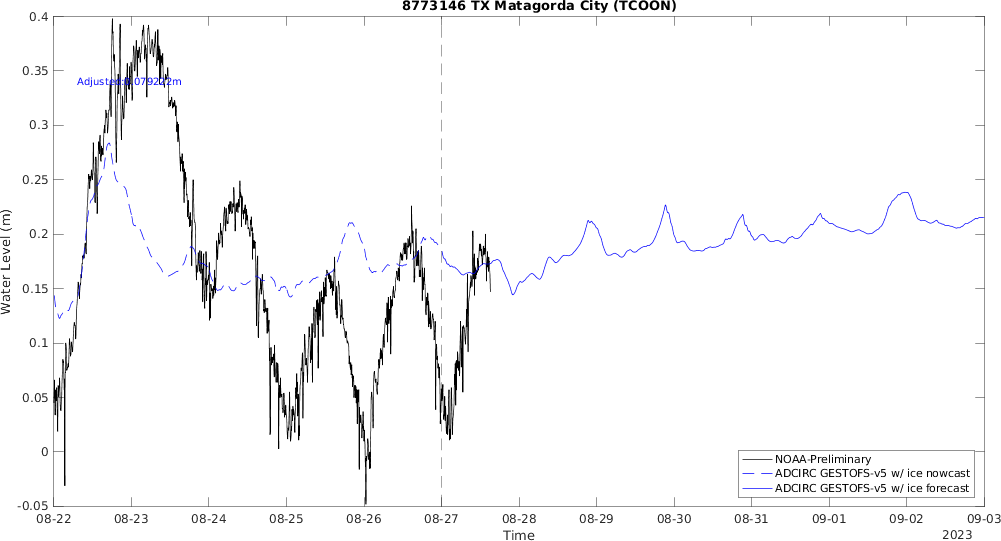 8773146 TX Matagorda City (TCOON)
0.4
0.35
0.3
0.25
0.2
0.15
0.1
0.05
0
-0.05
Water Level (m)
Adjusted:0.079222m
NOAA-Preliminary
ADCIRC GESTOFS-v5 w/ ice nowcast
ADCIRC GESTOFS-v5 w/ ice forecast
08-22 08-23 08-24 08-25 08-26 08-27 08-28 08-29 08-30 08-31 09-01 09-02 09-03
Time
2023